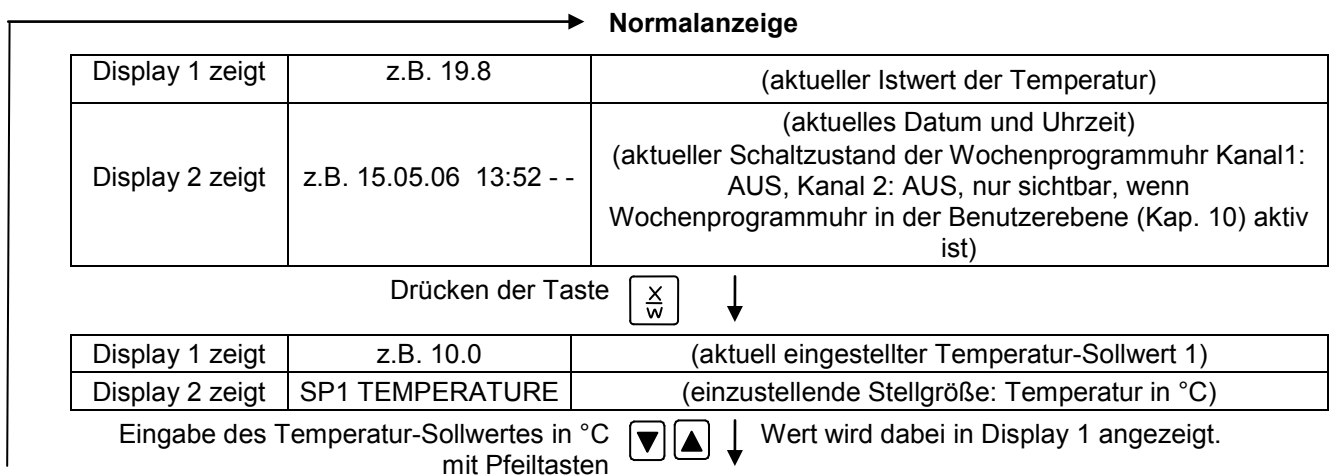 Normalanzeige
Display 1 zeigt z.B. 19.8 (aktueller Istwert der Temperatur)
(aktuelles Datum und Uhrzeit)
(aktueller Schaltzustand der Wochenprogrammuhr Kanal1:
Display 2 zeigt z.B. 15.05.06 13:52 - - AUS, Kanal 2: AUS, nur sichtbar, wenn
Wochenprogrammuhr in der Benutzerebene (Kap. 10) aktiv
ist)
Drücken der Taste X
W
Display 1 zeigt z.B. 10.0 (aktuell eingestellter Temperatur-Sollwert 1)
Display 2 zeigt SP1 TEMPERATURE (einzustellende Stellgröße: Temperatur in °C)
Eingabe des Temperatur-Sollwertes in °C Wert wird dabei in Display 1 angezeigt.
mit Pfeiltasten